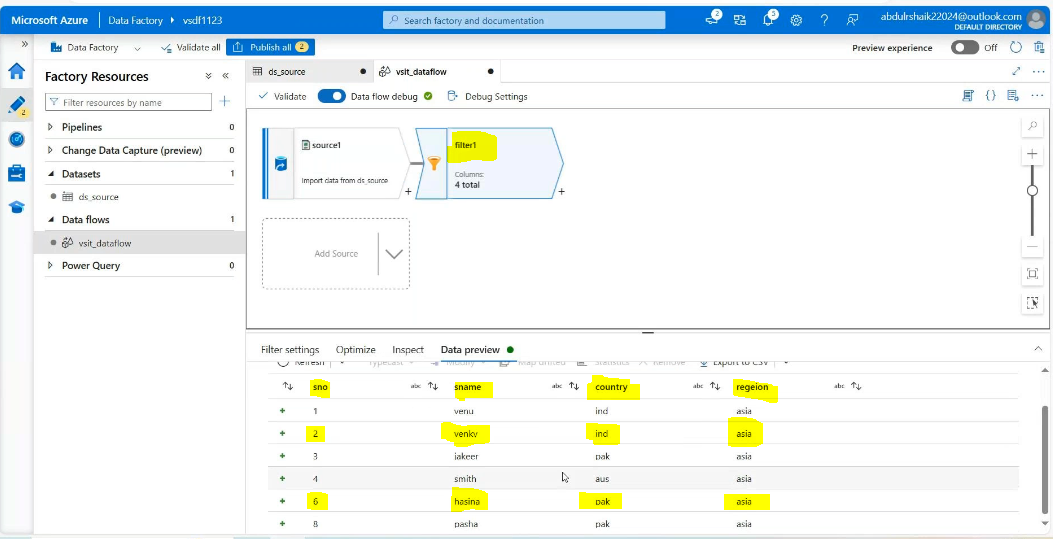 Microsoft Azure Data Factory vsdf1123 Search factory and documentation 2 5 abdulrshaik22024@outlook.com
DEFAULT DIRECTORY
Data Factory Validate all Publish all 2 Preview experience Off
Factory Resources
Filter resources by name
Pipelines 0
Change Data Capture (preview) 0
Datasets 1
ds_source
Data flows 1
vsit_dataflow
Power Query 0
2
ds_source vsit_dataflow
Validate Data flow debug Debug Settings
source1
import data from ds_source
filter1
Columns:
4 total
Add Source
Filter settings Optimize Inspect Data preview
Refresh Typecast Modify Map drifted Statistics Remove Export to CSV
sno abc sname abc country abc regeion abc
1 venu ind asia
2 venky ind asia
3 jakeer pak asia
4 smith aus asia
6 hasina pak asia
8 pasha pak asia